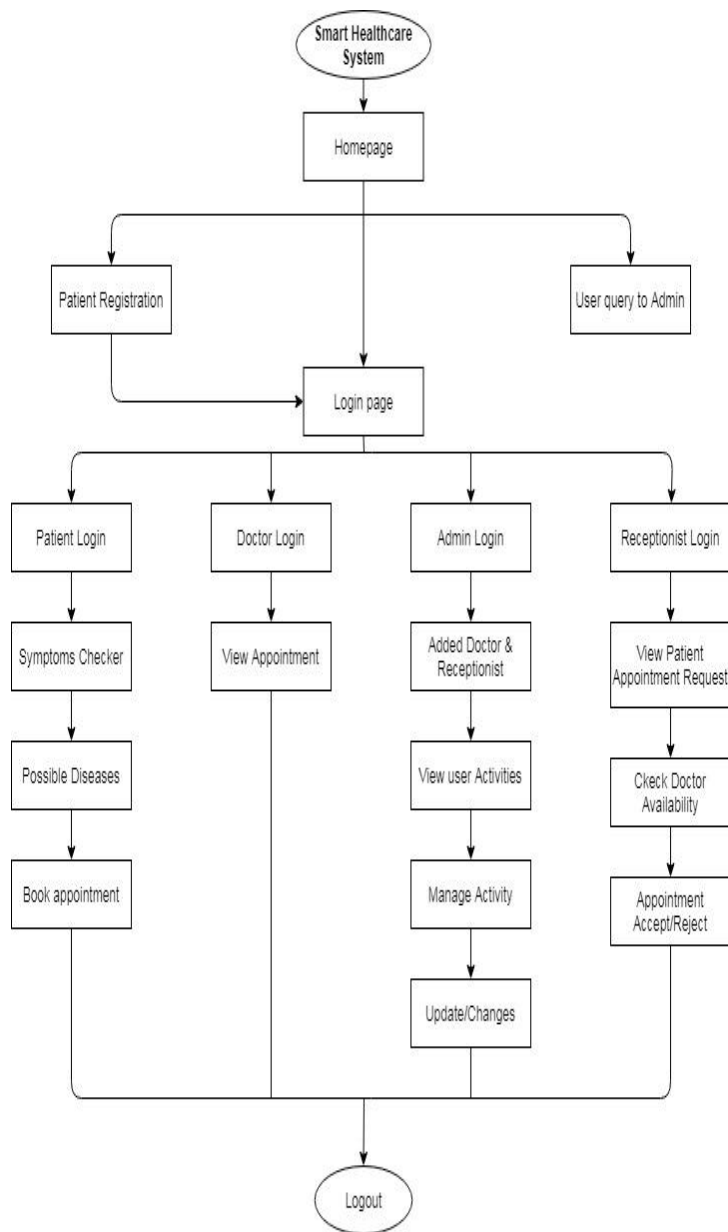 Smart Healthcare
System
Homepage
Patient Registration
User query to Admin
Login page
Patient Login
Doctor Login
Admin Login
Receptionist Login
Symptoms Checker
View Appointment
Added Doctor &
Receptionist
View Patient
Appointment Request
Possible Diseases
View user Activities
Ckeck Doctor
Availability
Book appointment
Manage Activity
Appointment
Accept/Reject
Update/Changes
Logout